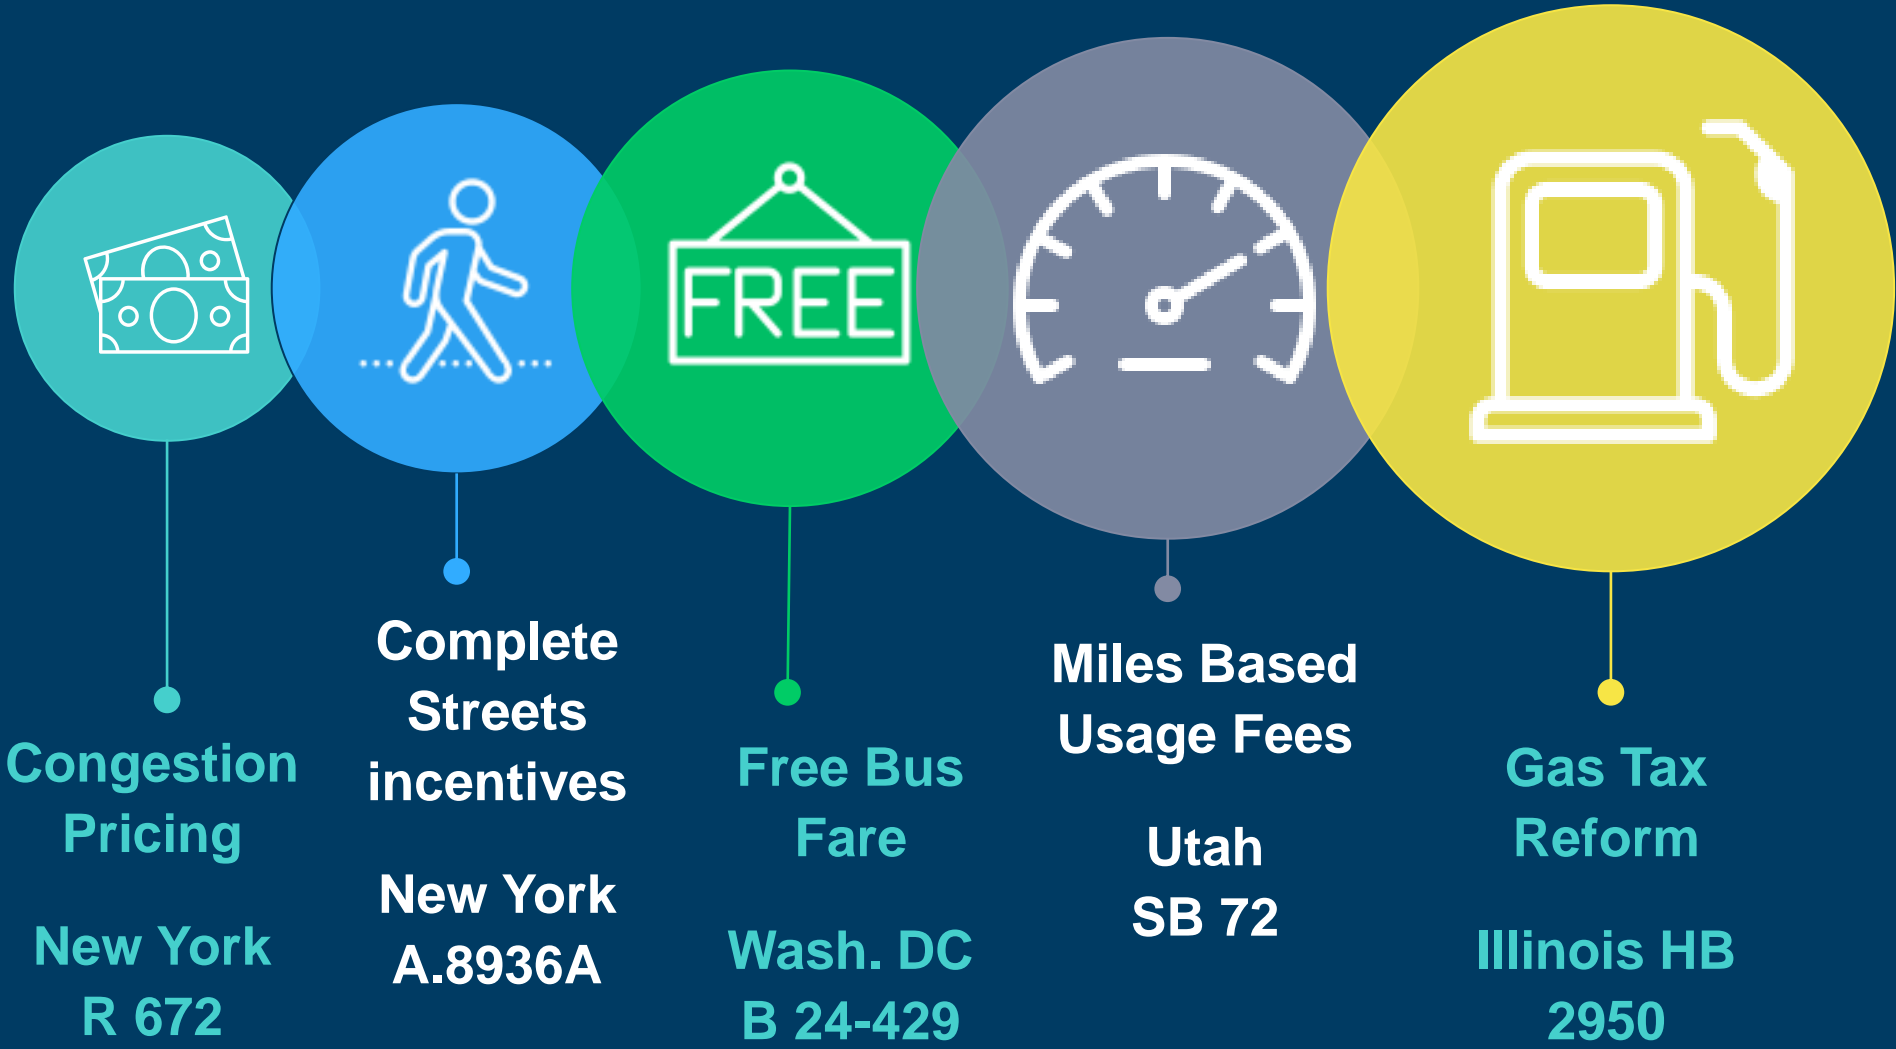 FREE
Congestion
Pricing
New York
R 672
Complete
Streets
incentives
New York
A.8936A
Free Bus
Fare
Wash. DC
B 24-429
Miles Based
Usage Fees
Utah
SB 72
Gas Tax
Reform
Illinois HB
2950